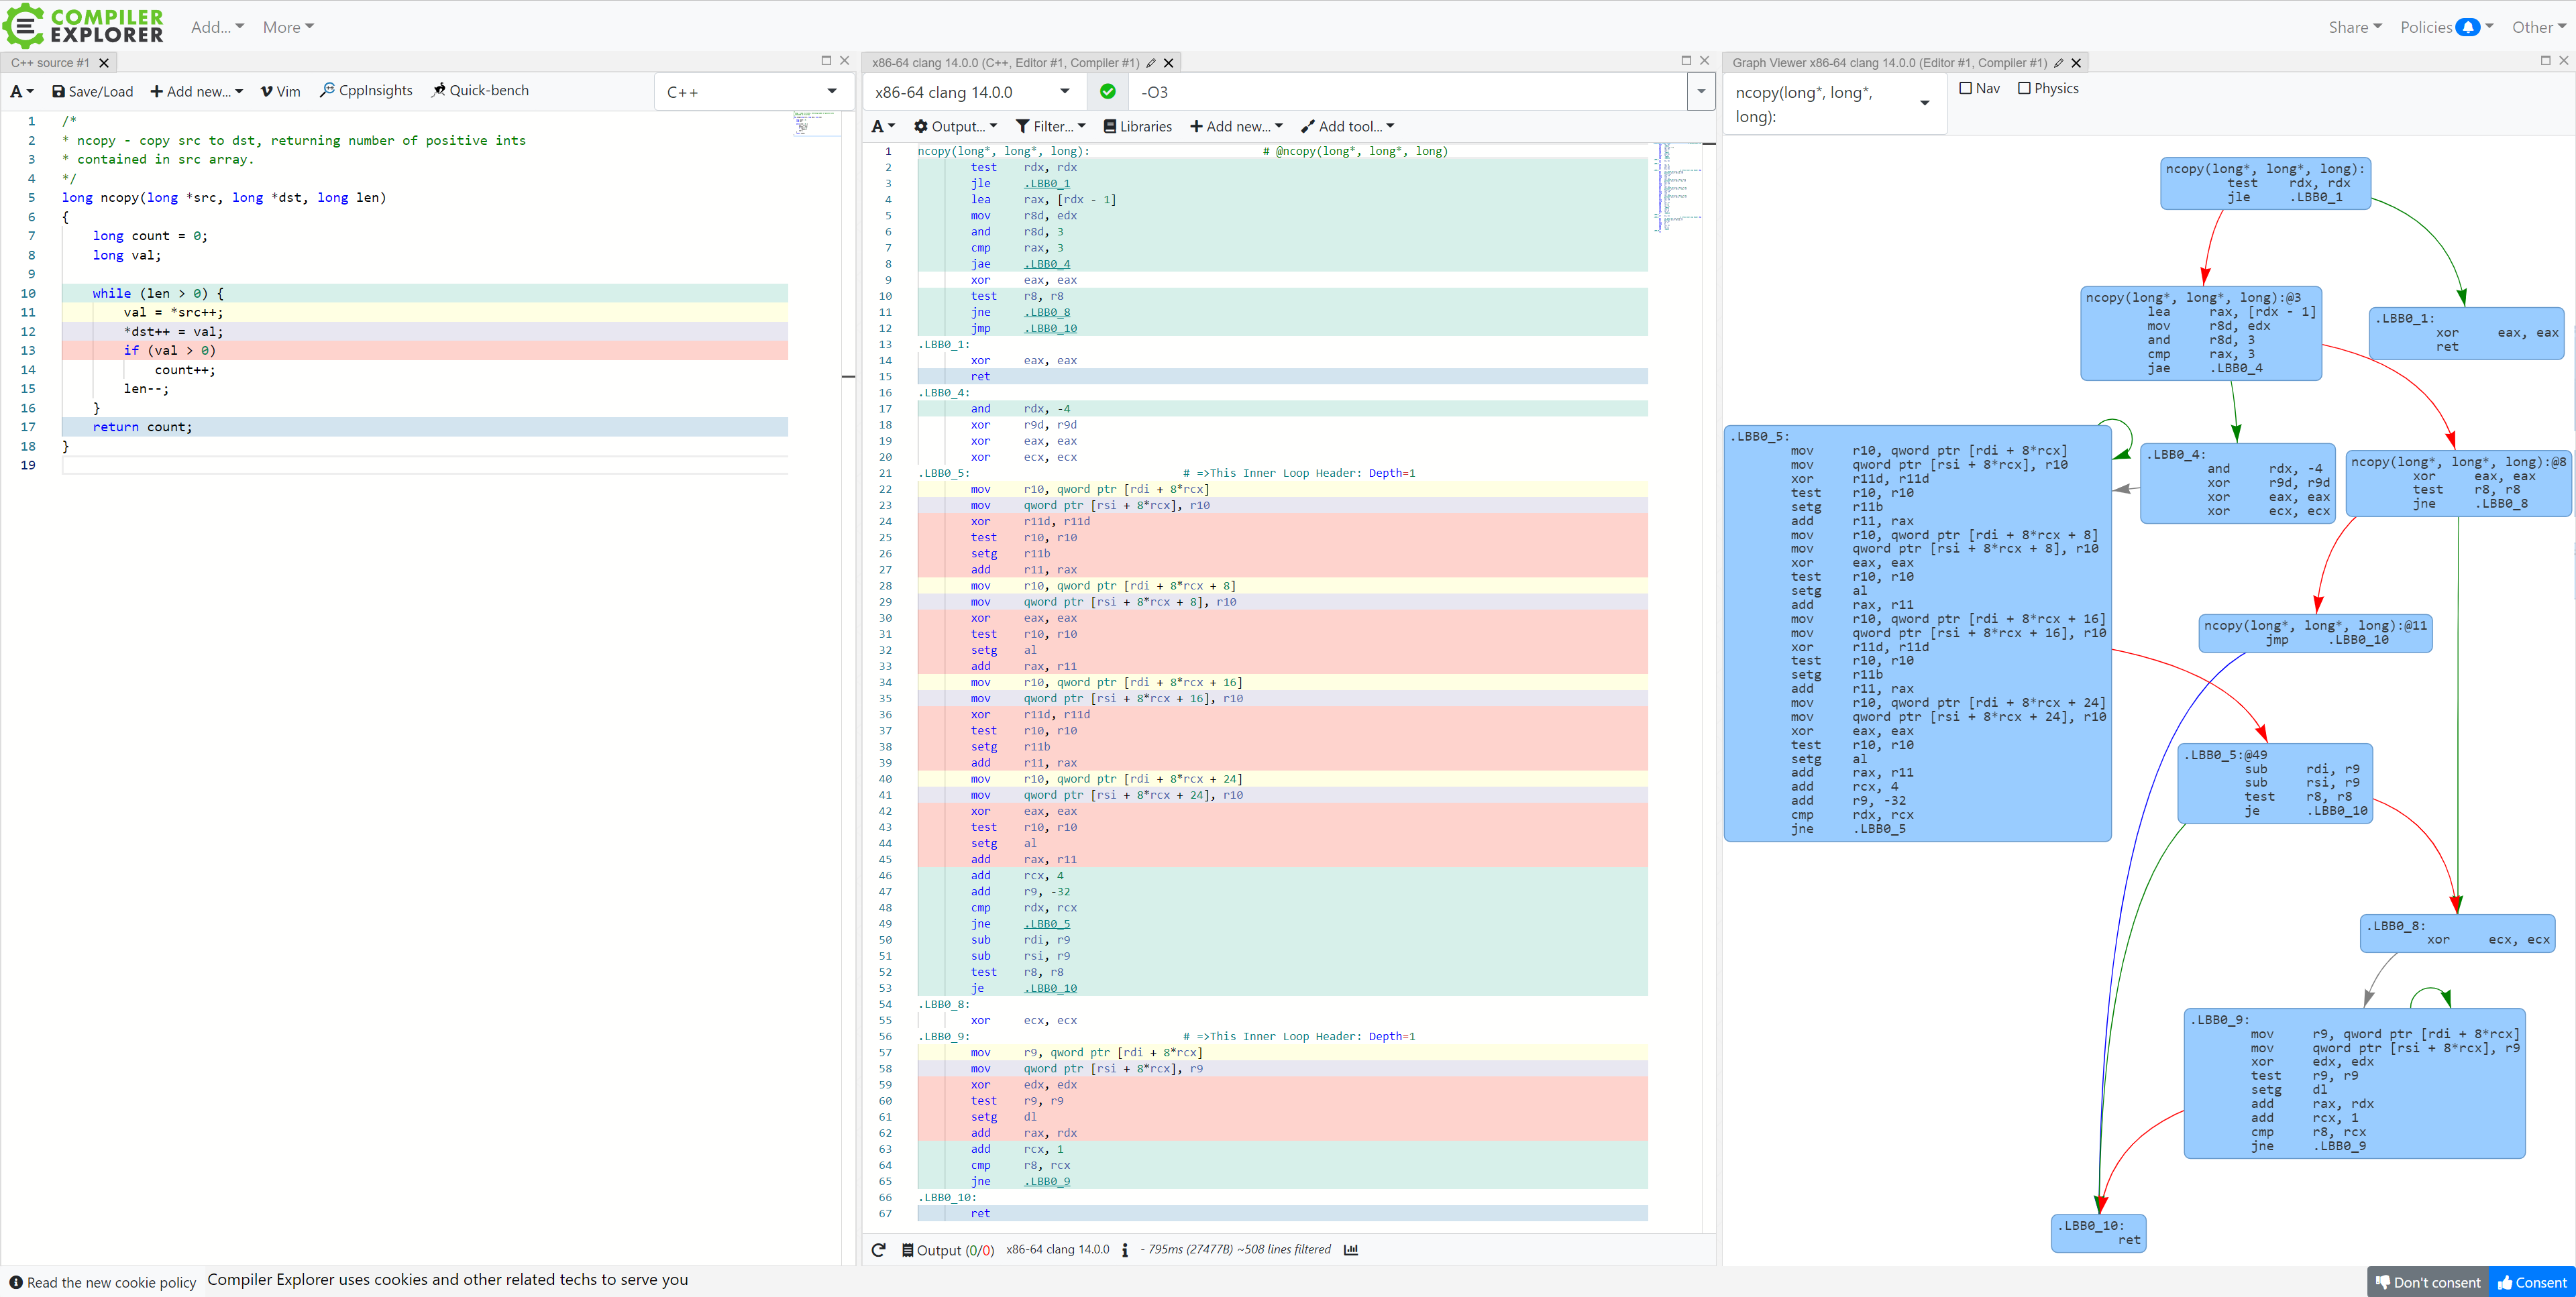 COMPILER
EXPLORER
Add...
More
Share
Policies
Other
C++ source #1
A
Save/Load
Add new...
Vim
CppInsights
Quick-bench
C++
1 /*
2 * ncopy - copy src to dst, returning number of positive ints
3 * contained in src array.
4 */
5 long ncopy(long *src, long *dst, long len)
6 {
7 long count = 0;
8 long val;
9
10 while (len > 0) {
11 val = *src++;
12 *dst++ = val;
13 if (val > 0)
14 count++;
15 len--;
16 }
17 return count;
18 }
19
x86-64 clang 14.0.0 (C++, Editor #1, Compiler #1)
x86-64 clang 14.0.0
-O3
A
Output...
Filter...
Libraries
Add new...
Add tool...
1 ncopy(long*, long*, long): # @ncopy(long*, long*, long)
2 test rdx, rdx
3 jle .LBB0_1
4 lea rax, [rdx - 1]
5 mov r8d, edx
6 and r8d, 3
7 cmp rax, 3
8 jae .LBB0_4
9 xor eax, eax
10 test r8, r8
11 jne .LBB0_8
12 jmp .LBB0_10
13 .LBB0_1:
14 xor eax, eax
15 ret
16 .LBB0_4:
17 and rdx, -4
18 xor r9d, r9d
19 xor eax, eax
20 xor ecx, ecx
21 .LBB0_5: # =>This Inner Loop Header: Depth=1
22 mov r10, qword ptr [rdi + 8*rcx]
23 mov qword ptr [rsi + 8*rcx], r10
24 xor r11d, r11d
25 test r10, r10
26 setg r11b
27 add r11, rax
28 mov r10, qword ptr [rdi + 8*rcx + 8]
29 mov qword ptr [rsi + 8*rcx + 8], r10
30 xor eax, eax
31 test r10, r10
32 setg al
33 add rax, r11
34 mov r10, qword ptr [rdi + 8*rcx + 16]
35 mov qword ptr [rsi + 8*rcx + 16], r10
36 xor r11d, r11d
37 test r10, r10
38 setg r11b
39 add r11, rax
40 mov r10, qword ptr [rdi + 8*rcx + 24]
41 mov qword ptr [rsi + 8*rcx + 24], r10
42 xor eax, eax
43 test r10, r10
44 setg al
45 add rax, r11
46 add rcx, 4
47 add r9, -32
48 cmp rdx, rcx
49 jne .LBB0_5
50 sub rdi, r9
51 sub rsi, r9
52 test r8, r8
53 je .LBB0_10
54 .LBB0_8:
55 xor ecx, ecx
56 .LBB0_9: # =>This Inner Loop Header: Depth=1
57 mov r9, qword ptr [rdi + 8*rcx]
58 mov qword ptr [rsi + 8*rcx], r9
59 xor edx, edx
60 test r9, r9
61 setg dl
62 add rax, rdx
63 add rcx, 1
64 cmp r8, rcx
65 jne .LBB0_9
66 .LBB0_10:
67 ret
Output (0/0) x86-64 clang 14.0.0 - 795ms (27477B) ~508 lines filtered
Graph Viewer x86-64 clang 14.0.0 (Editor #1, Compiler #1)
ncopy(long*, long*,
long):
Nav
Physics
ncopy(long*, long*, long):
test rdx, rdx
jle .LBB0_1
ncopy(long*, long*, long):@3
lea rax, [rdx - 1]
mov r8d, edx
and r8d, 3
cmp rax, 3
jae .LBB0_4
.LBB0_1:
xor eax, eax
ret
.LBB0_5:
mov r10, qword ptr [rdi + 8*rcx]
mov qword ptr [rsi + 8*rcx], r10
xor r11d, r11d
test r10, r10
setg r11b
add r11, rax
mov r10, qword ptr [rdi + 8*rcx + 8]
mov qword ptr [rsi + 8*rcx + 8], r10
xor eax, eax
test r10, r10
setg al
add rax, r11
mov r10, qword ptr [rdi + 8*rcx + 16]
mov qword ptr [rsi + 8*rcx + 16], r10
xor r11d, r11d
test r10, r10
setg r11b
add r11, rax
mov r10, qword ptr [rdi + 8*rcx + 24]
mov qword ptr [rsi + 8*rcx + 24], r10
xor eax, eax
test r10, r10
setg al
add rax, r11
add rcx, 4
add r9, -32
cmp rdx, rcx
jne .LBB0_5
.LBB0_4:
and rdx, -4
xor r9d, r9d
xor eax, eax
xor ecx, ecx
ncopy(long*, long*, long):@8
xor eax, eax
test r8, r8
jne .LBB0_8
ncopy(long*, long*, long):@11
jmp .LBB0_10
.LBB0_5:@49
sub rdi, r9
sub rsi, r9
test r8, r8
je .LBB0_10
.LBB0_8:
xor ecx, ecx
.LBB0_9:
mov r9, qword ptr [rdi + 8*rcx]
mov qword ptr [rsi + 8*rcx], r9
xor edx, edx
test r9, r9
setg dl
add rax, rdx
add rcx, 1
cmp r8, rcx
jne .LBB0_9
.LBB0_10:
ret
Read the new cookie policy
Compiler Explorer uses cookies and other related techs to serve you
Don't consent
Consent